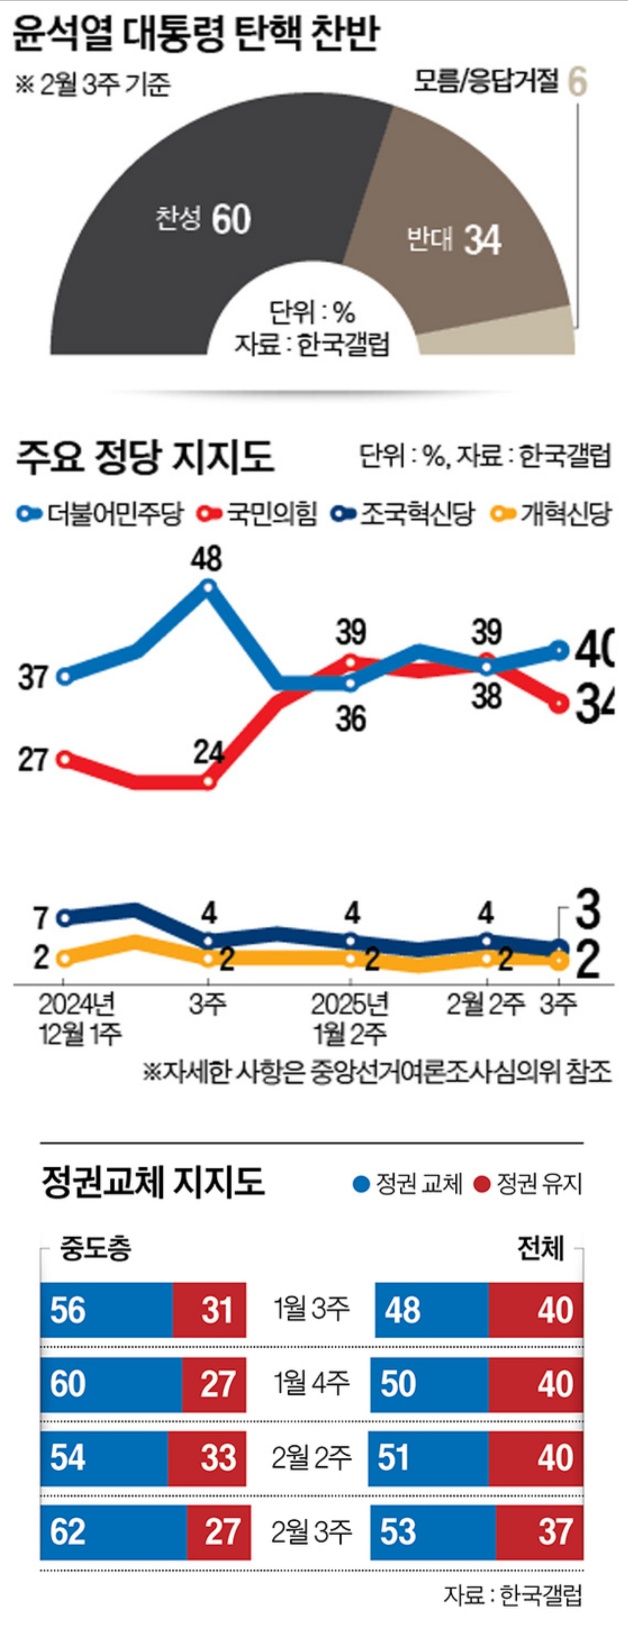 윤석열 대통령 탄핵 찬반
※ 2월 3주 기준
모름/응답거절 6
찬성 60
반대 34
단위 : %
자료 : 한국갤럽
주요 정당 지지도
단위 : %, 자료 : 한국갤럽
더불어민주당 국민의힘 조국혁신당 개혁신당
48
39 39
40
37
36 38
34
27 24
7 4 4 4 3
2 2 2 2 2
2024년 3주 2025년 2월 2주 3주
12월 1주 1월 2주
※자세한 사항은 중앙선거여론조사심의위 참조
정권교체 지지도
정권 교체 정권 유지
중도층 전체
56 31 1월 3주 48 40
60 27 1월 4주 50 40
54 33 2월 2주 51 40
62 27 2월 3주 53 37
자료 : 한국갤럽